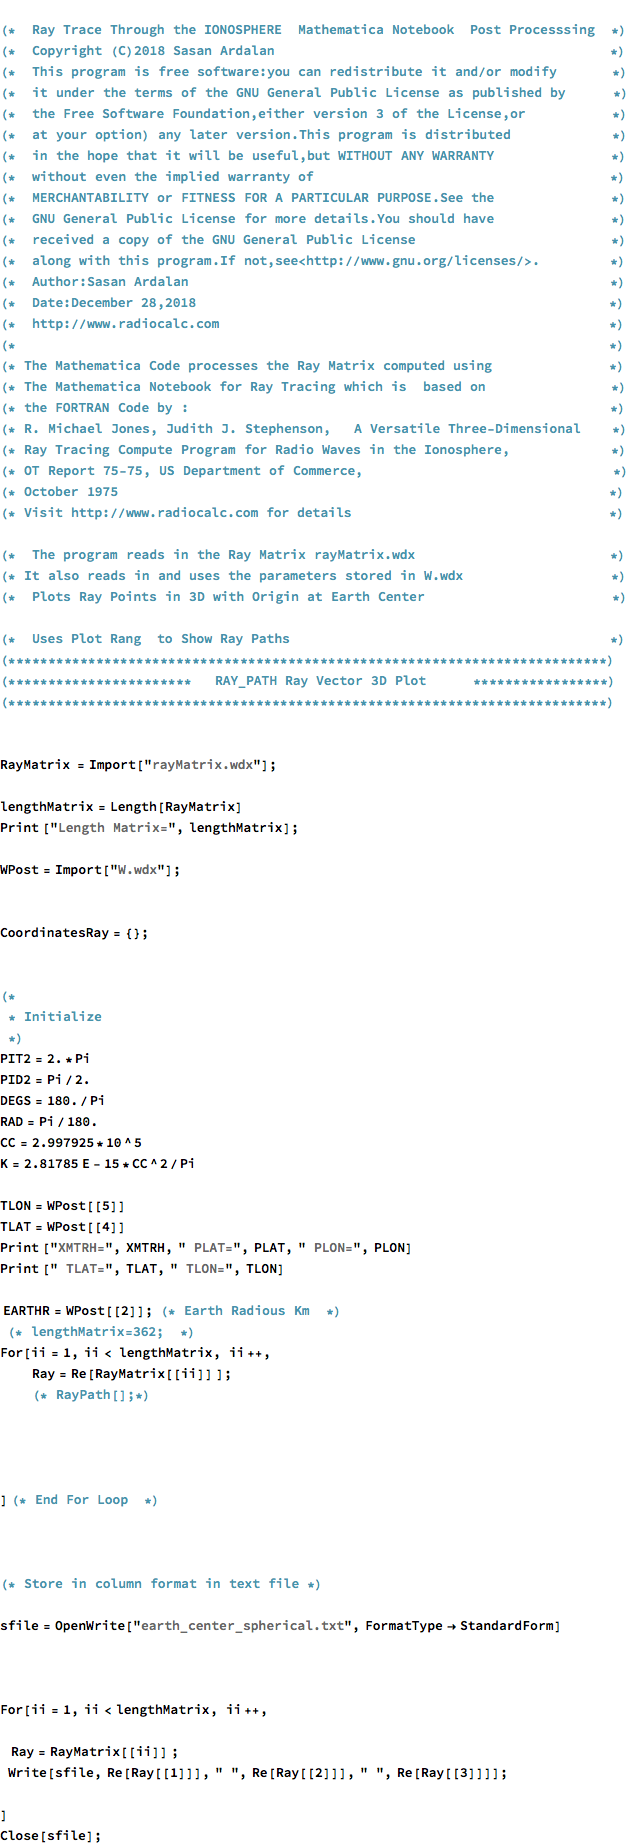 (*  Ray Trace Through the IONOSPHERE  Mathematica Notebook  Post Processsing  *)
(*  Copyright (C)2018 Sasan Ardalan  *)
(*  This program is free software:you can redistribute it and/or modify  *)
(*  it under the terms of the GNU General Public License as published by  *)
(*  the Free Software Foundation,either version 3 of the License,or  *)
(*  at your option) any later version.This program is distributed  *)
(*  in the hope that it will be useful,but WITHOUT ANY WARRANTY  *)
(*  without even the implied warranty of  *)
(*  MERCHANTABILITY or FITNESS FOR A PARTICULAR PURPOSE.See the  *)
(*  GNU General Public License for more details.You should have  *)
(*  received a copy of the GNU General Public License  *)
(*  along with this program.If not,see<http://www.gnu.org/licenses/>.  *)
(*  Author:Sasan Ardalan  *)
(*  Date:December 28,2018  *)
(*  http://www.radiocalc.com  *)
(*  *)
(* The Mathematica Code processes the Ray Matrix computed using  *)
(* The Mathematica Notebook for Ray Tracing which is  based on  *)
(* the FORTRAN Code by :  *)
(* R. Michael Jones, Judith J. Stephenson,   A Versatile Three-Dimensional  *)
(* Ray Tracing Compute Program for Radio Waves in the Ionosphere,  *)
(* OT Report 75-75, US Department of Commerce,  *)
(* October 1975  *)
(* Visit http://www.radiocalc.com for details  *)
(*  The program reads in the Ray Matrix rayMatrix.wdx  *)
(* It also reads in and uses the parameters stored in W.wdx  *)
(*  Plots Ray Points in 3D with Origin at Earth Center  *)
(*  Uses Plot Rang  to Show Ray Paths  *)
(***************************************************************************)
(***********************   RAY_PATH Ray Vector 3D Plot   *****************)
(***************************************************************************)
RayMatrix = Import["rayMatrix.wdx"];
lengthMatrix = Length[RayMatrix]
Print ["Length Matrix=", lengthMatrix];
WPost = Import["W.wdx"];
CoordinatesRay = {};
(*
* Initialize
*)
PIT2 = 2. * Pi
PID2 = Pi / 2.
DEGS = 180. / Pi
RAD = Pi / 180.
CC = 2.997925 * 10 ^ 5
K = 2.81785 E - 15 * CC ^ 2 / Pi
TLON = WPost[[5]]
TLAT = WPost[[4]]
Print ["XMTRH=", XMTRH, " PLAT=", PLAT, " PLON=", PLON]
Print [" TLAT=", TLAT, " TLON=", TLON]
EARTHR = WPost[[2]]; (* Earth Radious Km  *)
(* lengthMatrix=362;  *)
For[ii = 1, ii < lengthMatrix, ii ++,
Ray = Re[RayMatrix[[ii]] ];
(* RayPath[];*)
] (* End For Loop  *)
(* Store in column format in text file *)
sfile = OpenWrite["earth_center_spherical.txt", FormatType → StandardForm]
For[ii = 1, ii < lengthMatrix, ii ++,
Ray = RayMatrix[[ii]] ;
Write[sfile, Re[Ray[[1]]], " ", Re[Ray[[2]]], " ", Re[Ray[[3]]]];
]
Close[sfile];